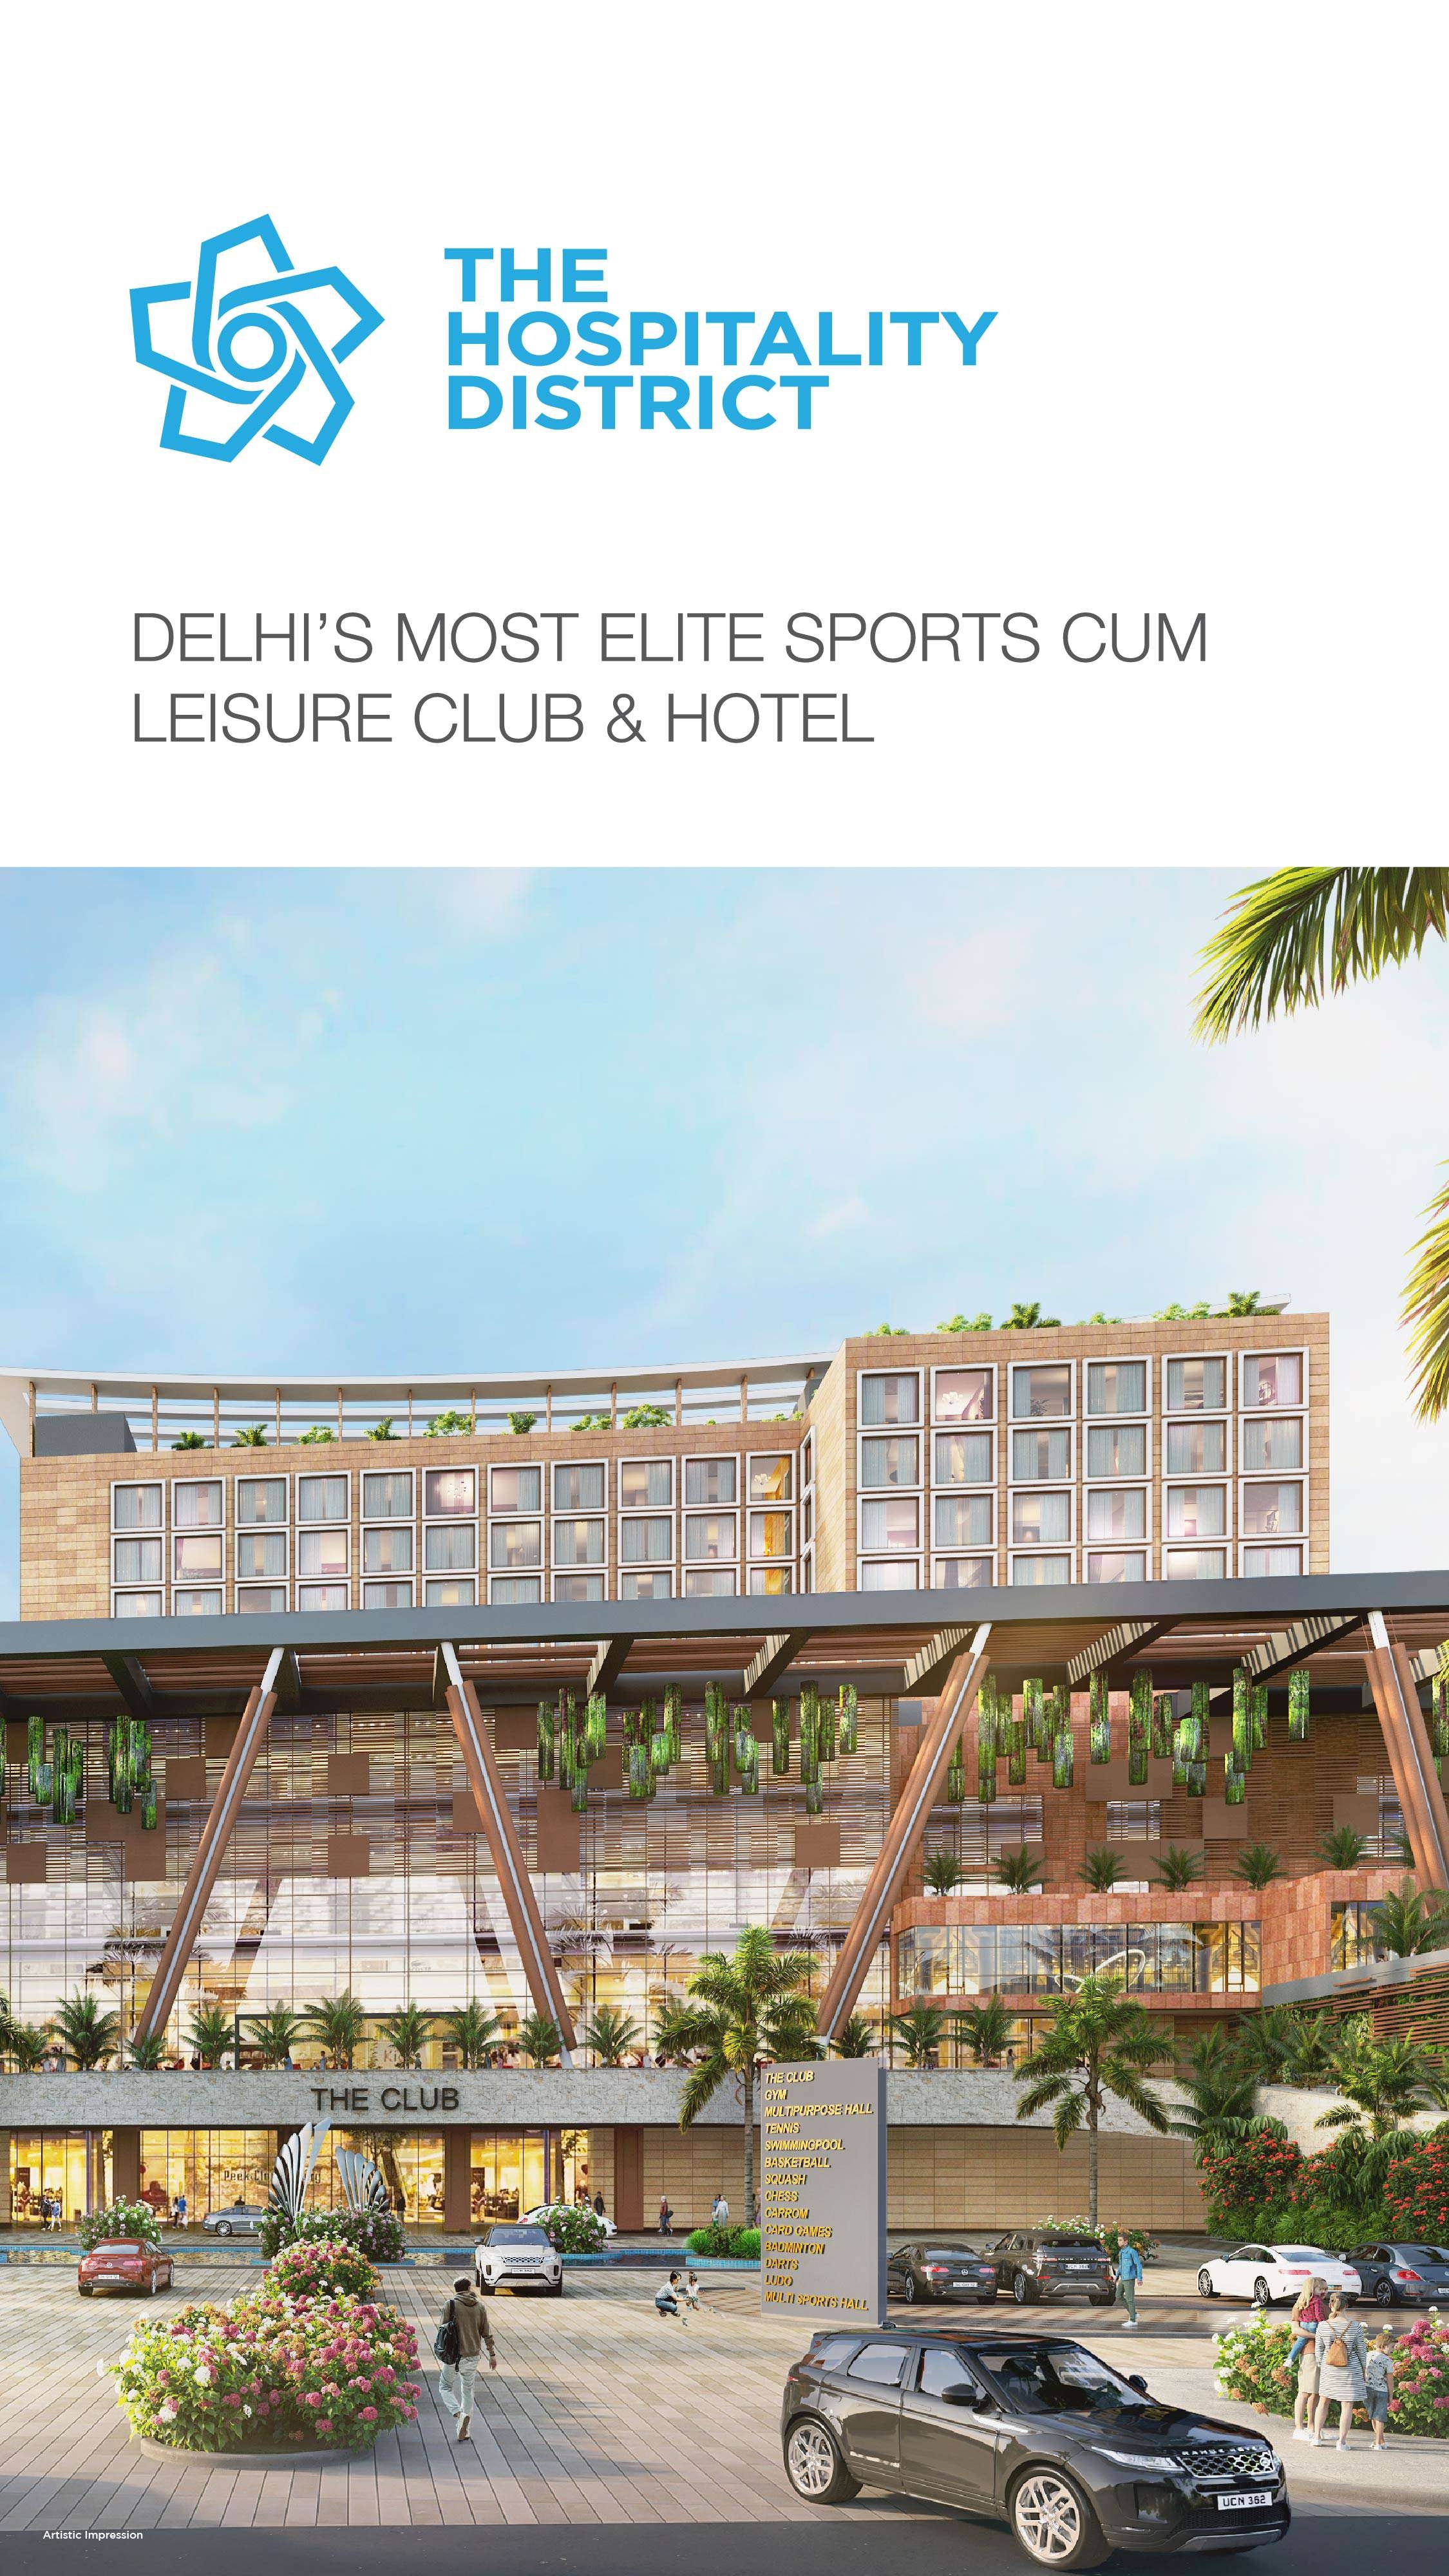 THE
HOSPITALITY
DISTRICT
DELHI'S MOST ELITE SPORTS CUM
LEISURE CLUB & HOTEL
THE CLUB
THE CLUB
GYM
MULTIPURPOSE HALL
TENNIS
SWIMMINGPOOL
BASKETBALL
SQUASH
CHESS
CARROM
CARD GAMES
BADMINTON
DARTS
LUDO
MULTI SPORTS HALL
UCN 362
Artistic Impression